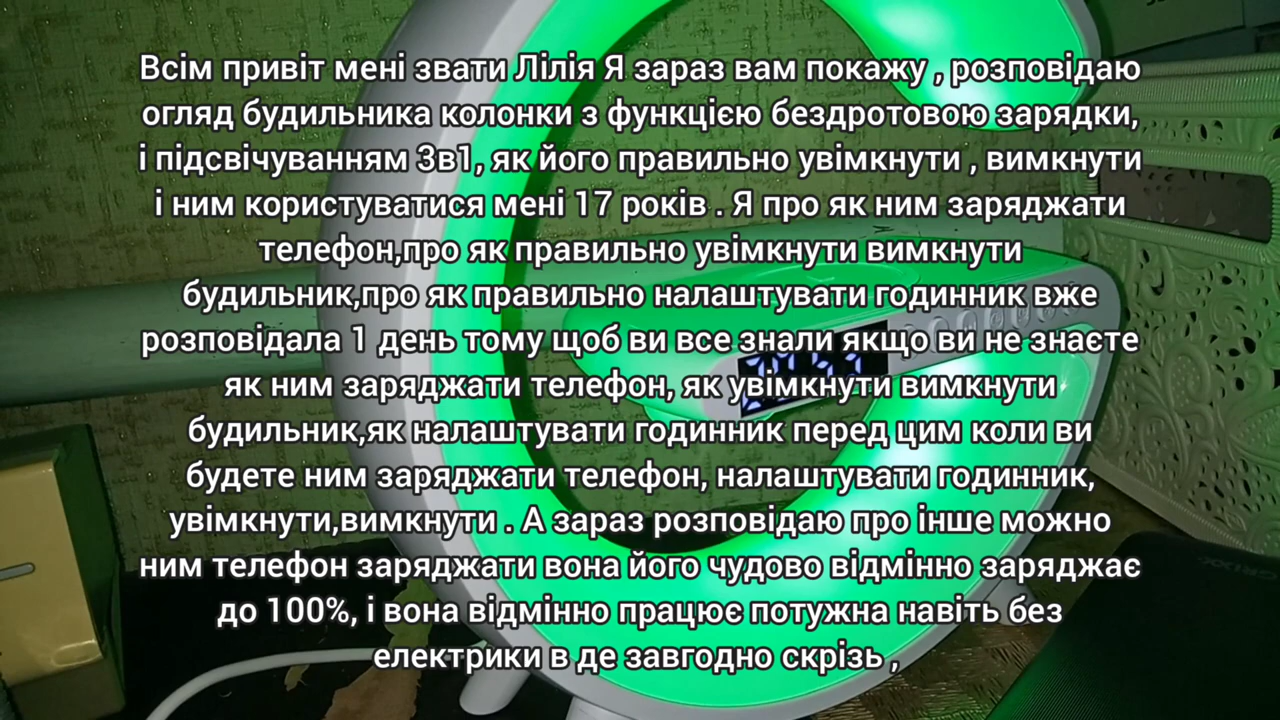 Всім привіт мені звати Лілія Я зараз вам покажу , розповідаю
огляд будильника колонки з функцією бездротовою зарядки,
і підсвічуванням 3в1, як його правильно увімкнути , вимкнути
і ним користуватися мені 17 років . Я про як ним заряджати
телефон,про як правильно увімкнути вимкнути
будильник,про як правильно налаштувати годинник вже
розповідала 1 день тому щоб ви все знали якщо ви не знаєте
як ним заряджати телефон, як увімкнути вимкнути
будильник,як налаштувати годинник перед цим коли ви
будете ним заряджати телефон, налаштувати годинник,
увімкнути,вимкнути . А зараз розповідаю про інше можно
ним телефон заряджати вона його чудово відмінно заряджає
до 100%, і вона відмінно працює потужна навіть без
електрики в де завгодно скрізь ,